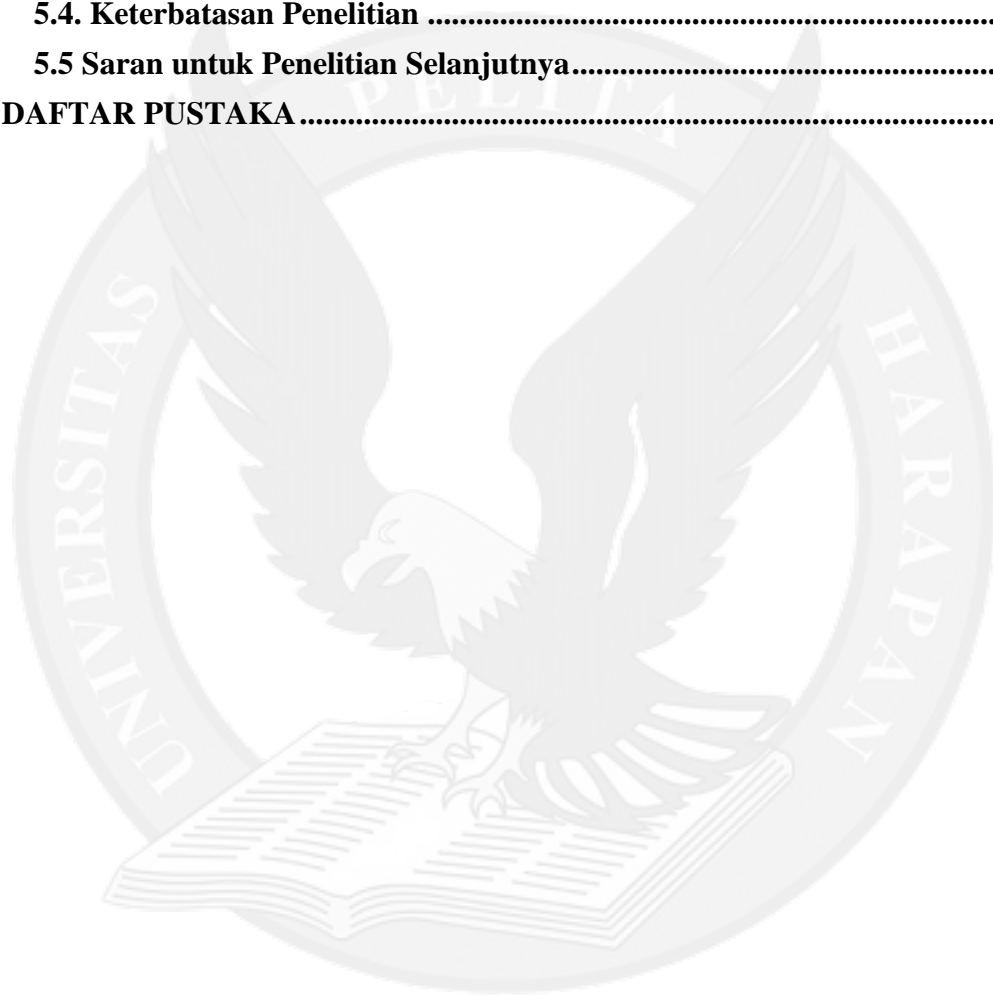 5.4. Keterbatasan Penelitian ........................................................................
5.5 Saran untuk Penelitian Selanjutnya.....................................................
DAFTAR PUSTAKA.......................................................................................
UNIVERSITAS PELITA HARAPAN